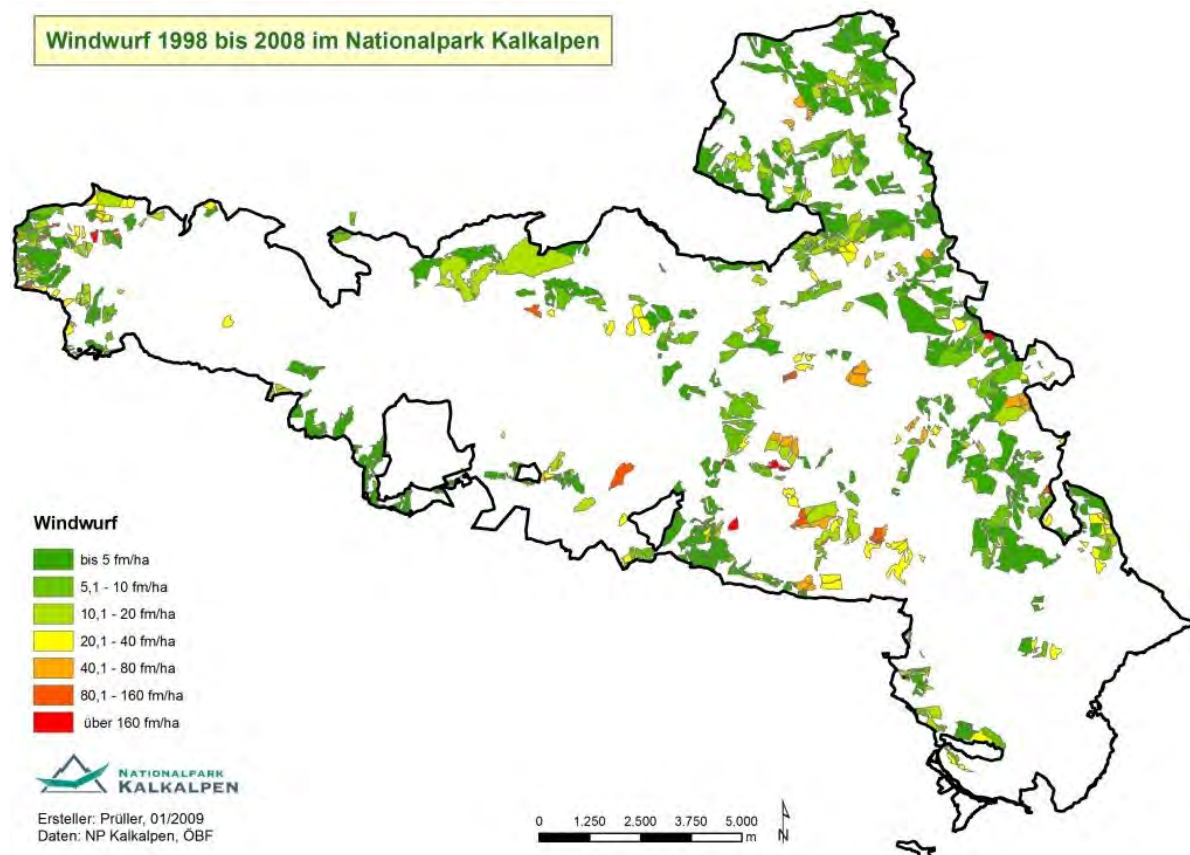 Windwurf 1998 bis 2008 im Nationalpark Kalkalpen
Windwurf
bis 5 fm/ha
5,1 - 10 fm/ha
10,1 - 20 fm/ha
20,1 - 40 fm/ha
40,1 - 80 fm/ha
80,1 - 160 fm/ha
über 160 fm/ha
NATIONALPARK
KALKALPEN
Ersteller: Prüller, 01/2009
Daten: NP Kalkalpen, ÖBF
0 1.250 2.500 3.750 5.000
m
N